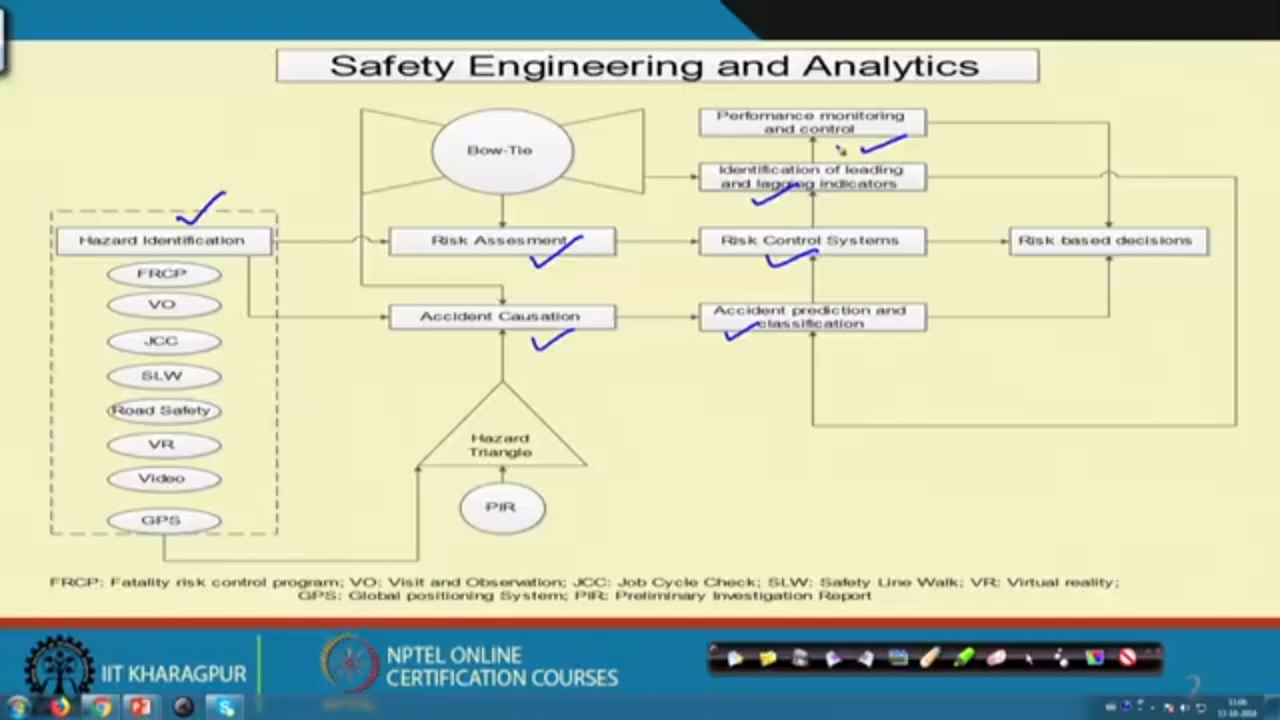 Safety Engineering and Analytics
Bow-Tie
Perfomance monitoring
and control
Identification of leading
and lagging indicators
Hazard Identification
Risk Assesment
Risk Control Systems
Risk based decisions
FRCP
VO
JCC
SLW
Road Safety
VR
Video
GPS
Accident Causation
Accident prediction and
classification
Hazard
Triangle
PIR
FRCP: Fatality risk control program; VO: Visit and Observation; JCC: Job Cycle Check; SLW: Safety Line Walk; VR: Virtual reality;
GPS: Global positioning System; PIR: Preliminary Investigation Report
IIT KHARAGPUR
NPTEL ONLINE
CERTIFICATION COURSES
2